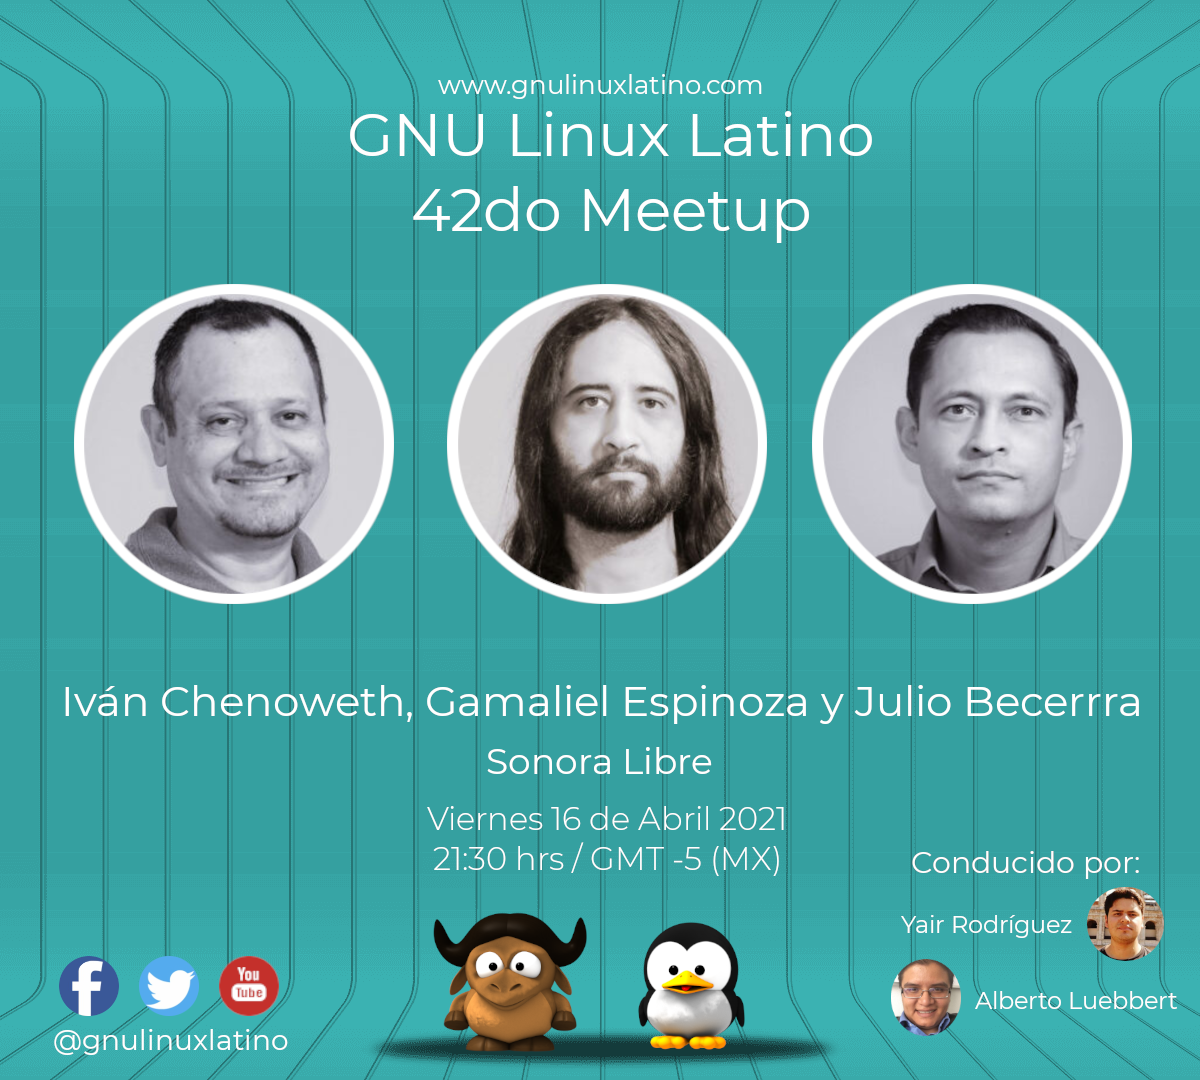 www.gnulinuxlatino.com
GNU Linux Latino
42do Meetup
Iván Chenoweth, Gamaliel Espinoza y Julio Becerrra
Sonora Libre
Viernes 16 de Abril 2021
21:30 hrs / GMT -5 (MX)
Conducido por:
Yair Rodríguez
Alberto Luebbert
You
Tube
@gnulinuxlatino